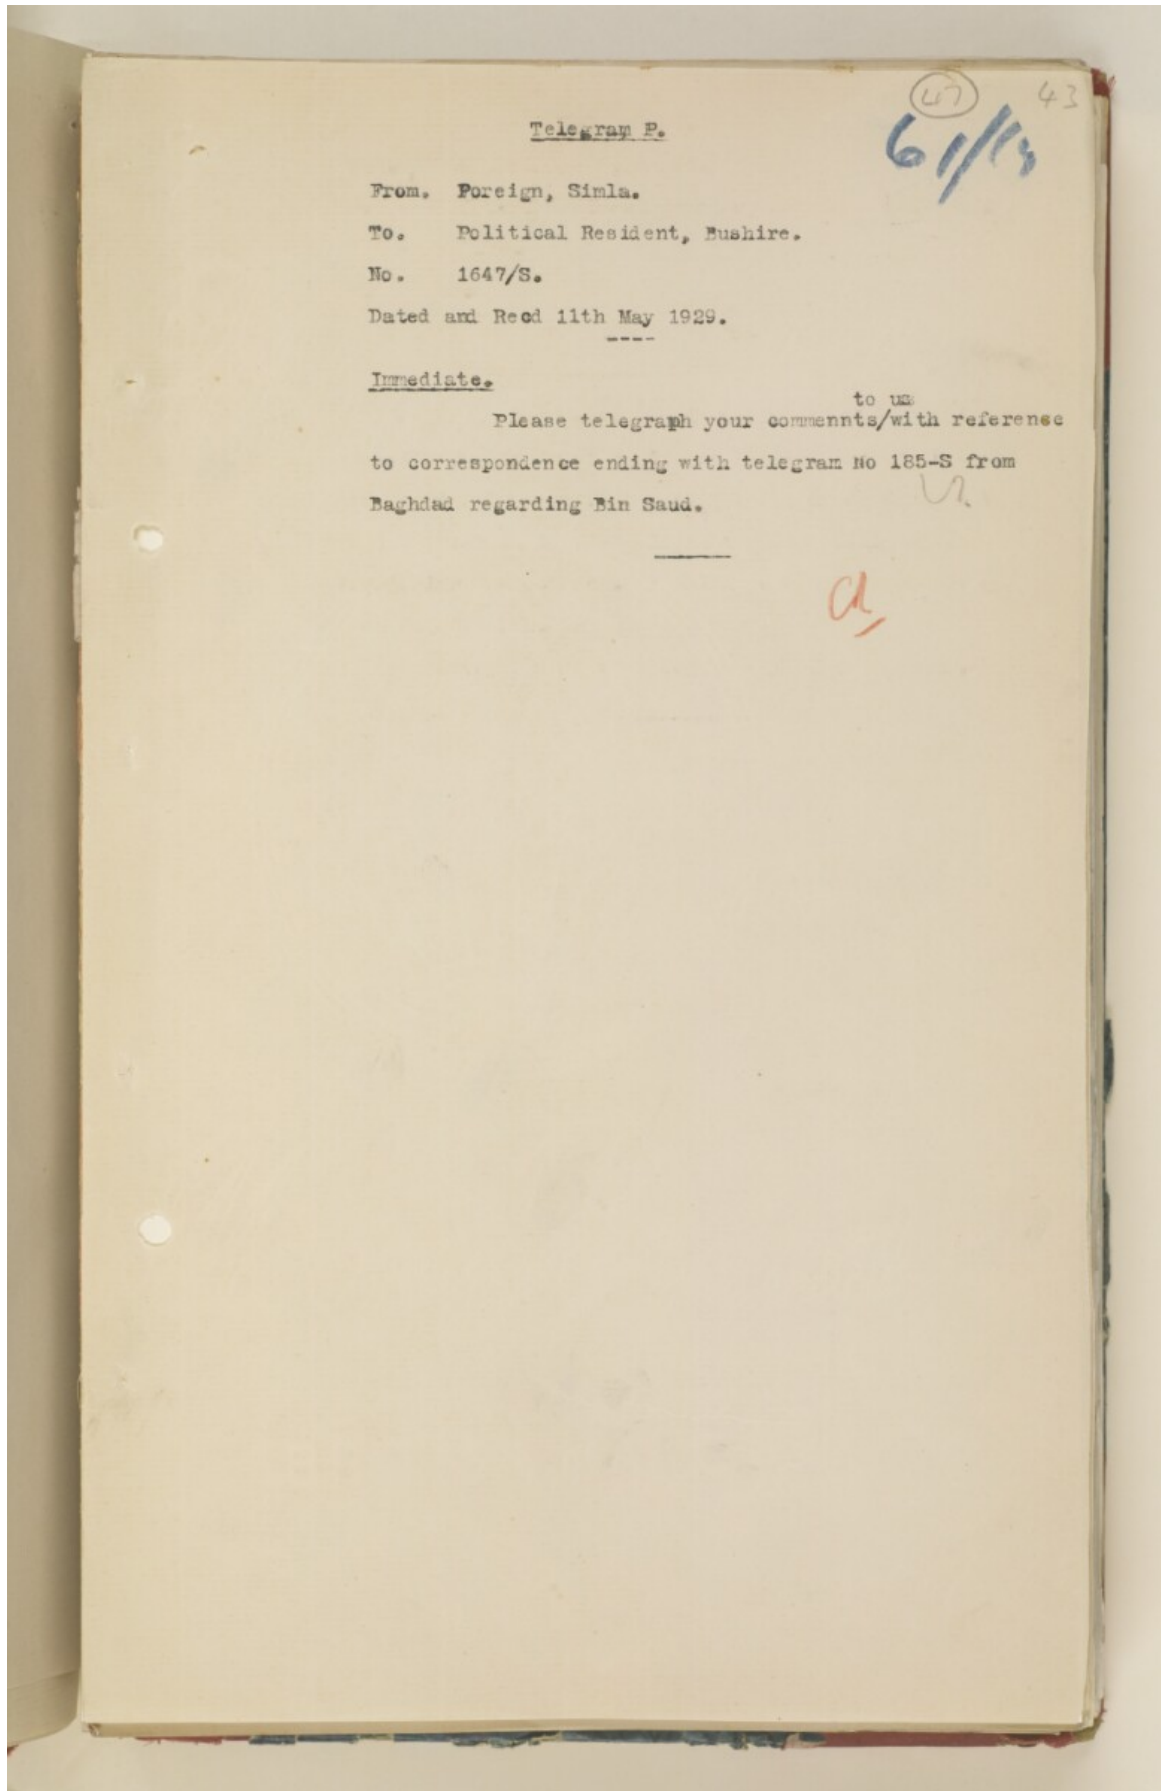 47 43
61/13
Telegram P.
From. Foreign, Simla.
To. Political Resident, Bushire.
No. 1647/S.
Dated and Recd 11th May 1929.
----
Immediate.
to us
Please telegraph your commennts/with reference
to correspondence ending with telegram No 185-S from
Baghdad regarding Bin Saud.